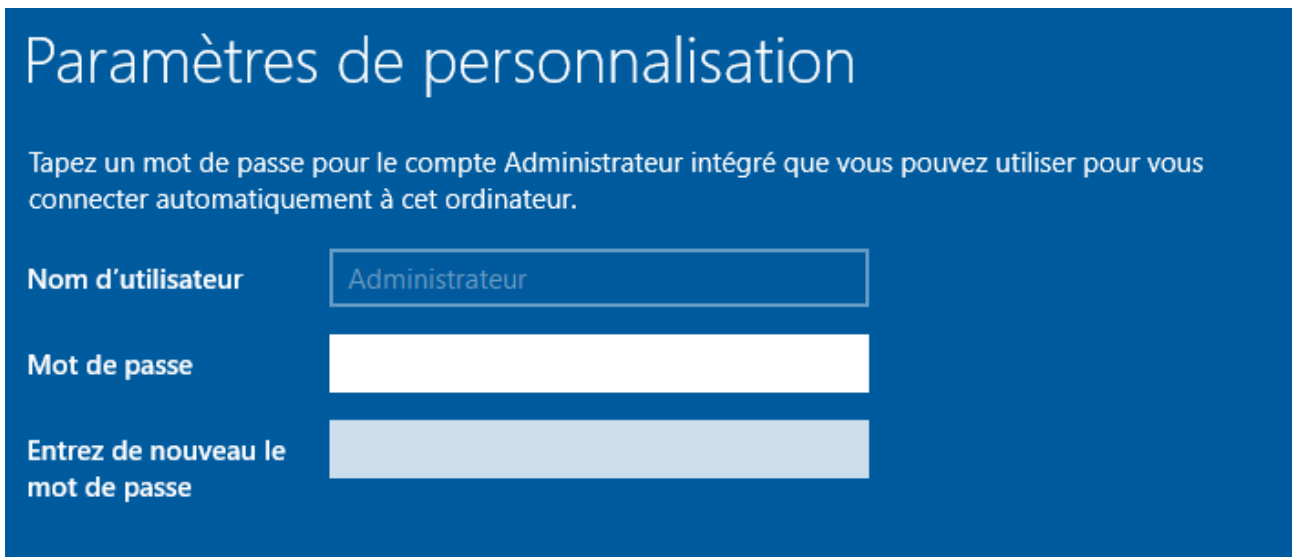 Paramètres de personnalisation
Tapez un mot de passe pour le compte Administrateur intégré que vous pouvez utiliser pour vous
connecter automatiquement à cet ordinateur.
Nom d’utilisateur
Administrateur
Mot de passe
Entrez de nouveau le
mot de passe